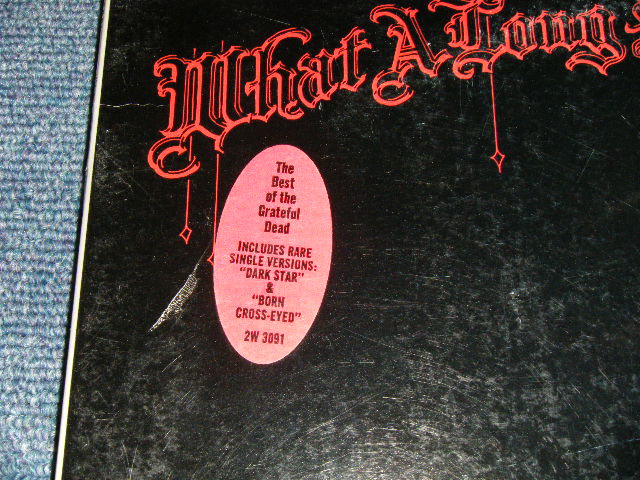 What A Long
The
Best
of the
Grateful
Dead
INCLUDES RARE
SINGLE VERSIONS:
"DARK STAR"
&
"BORN
CROSS-EYED"
2W 3091